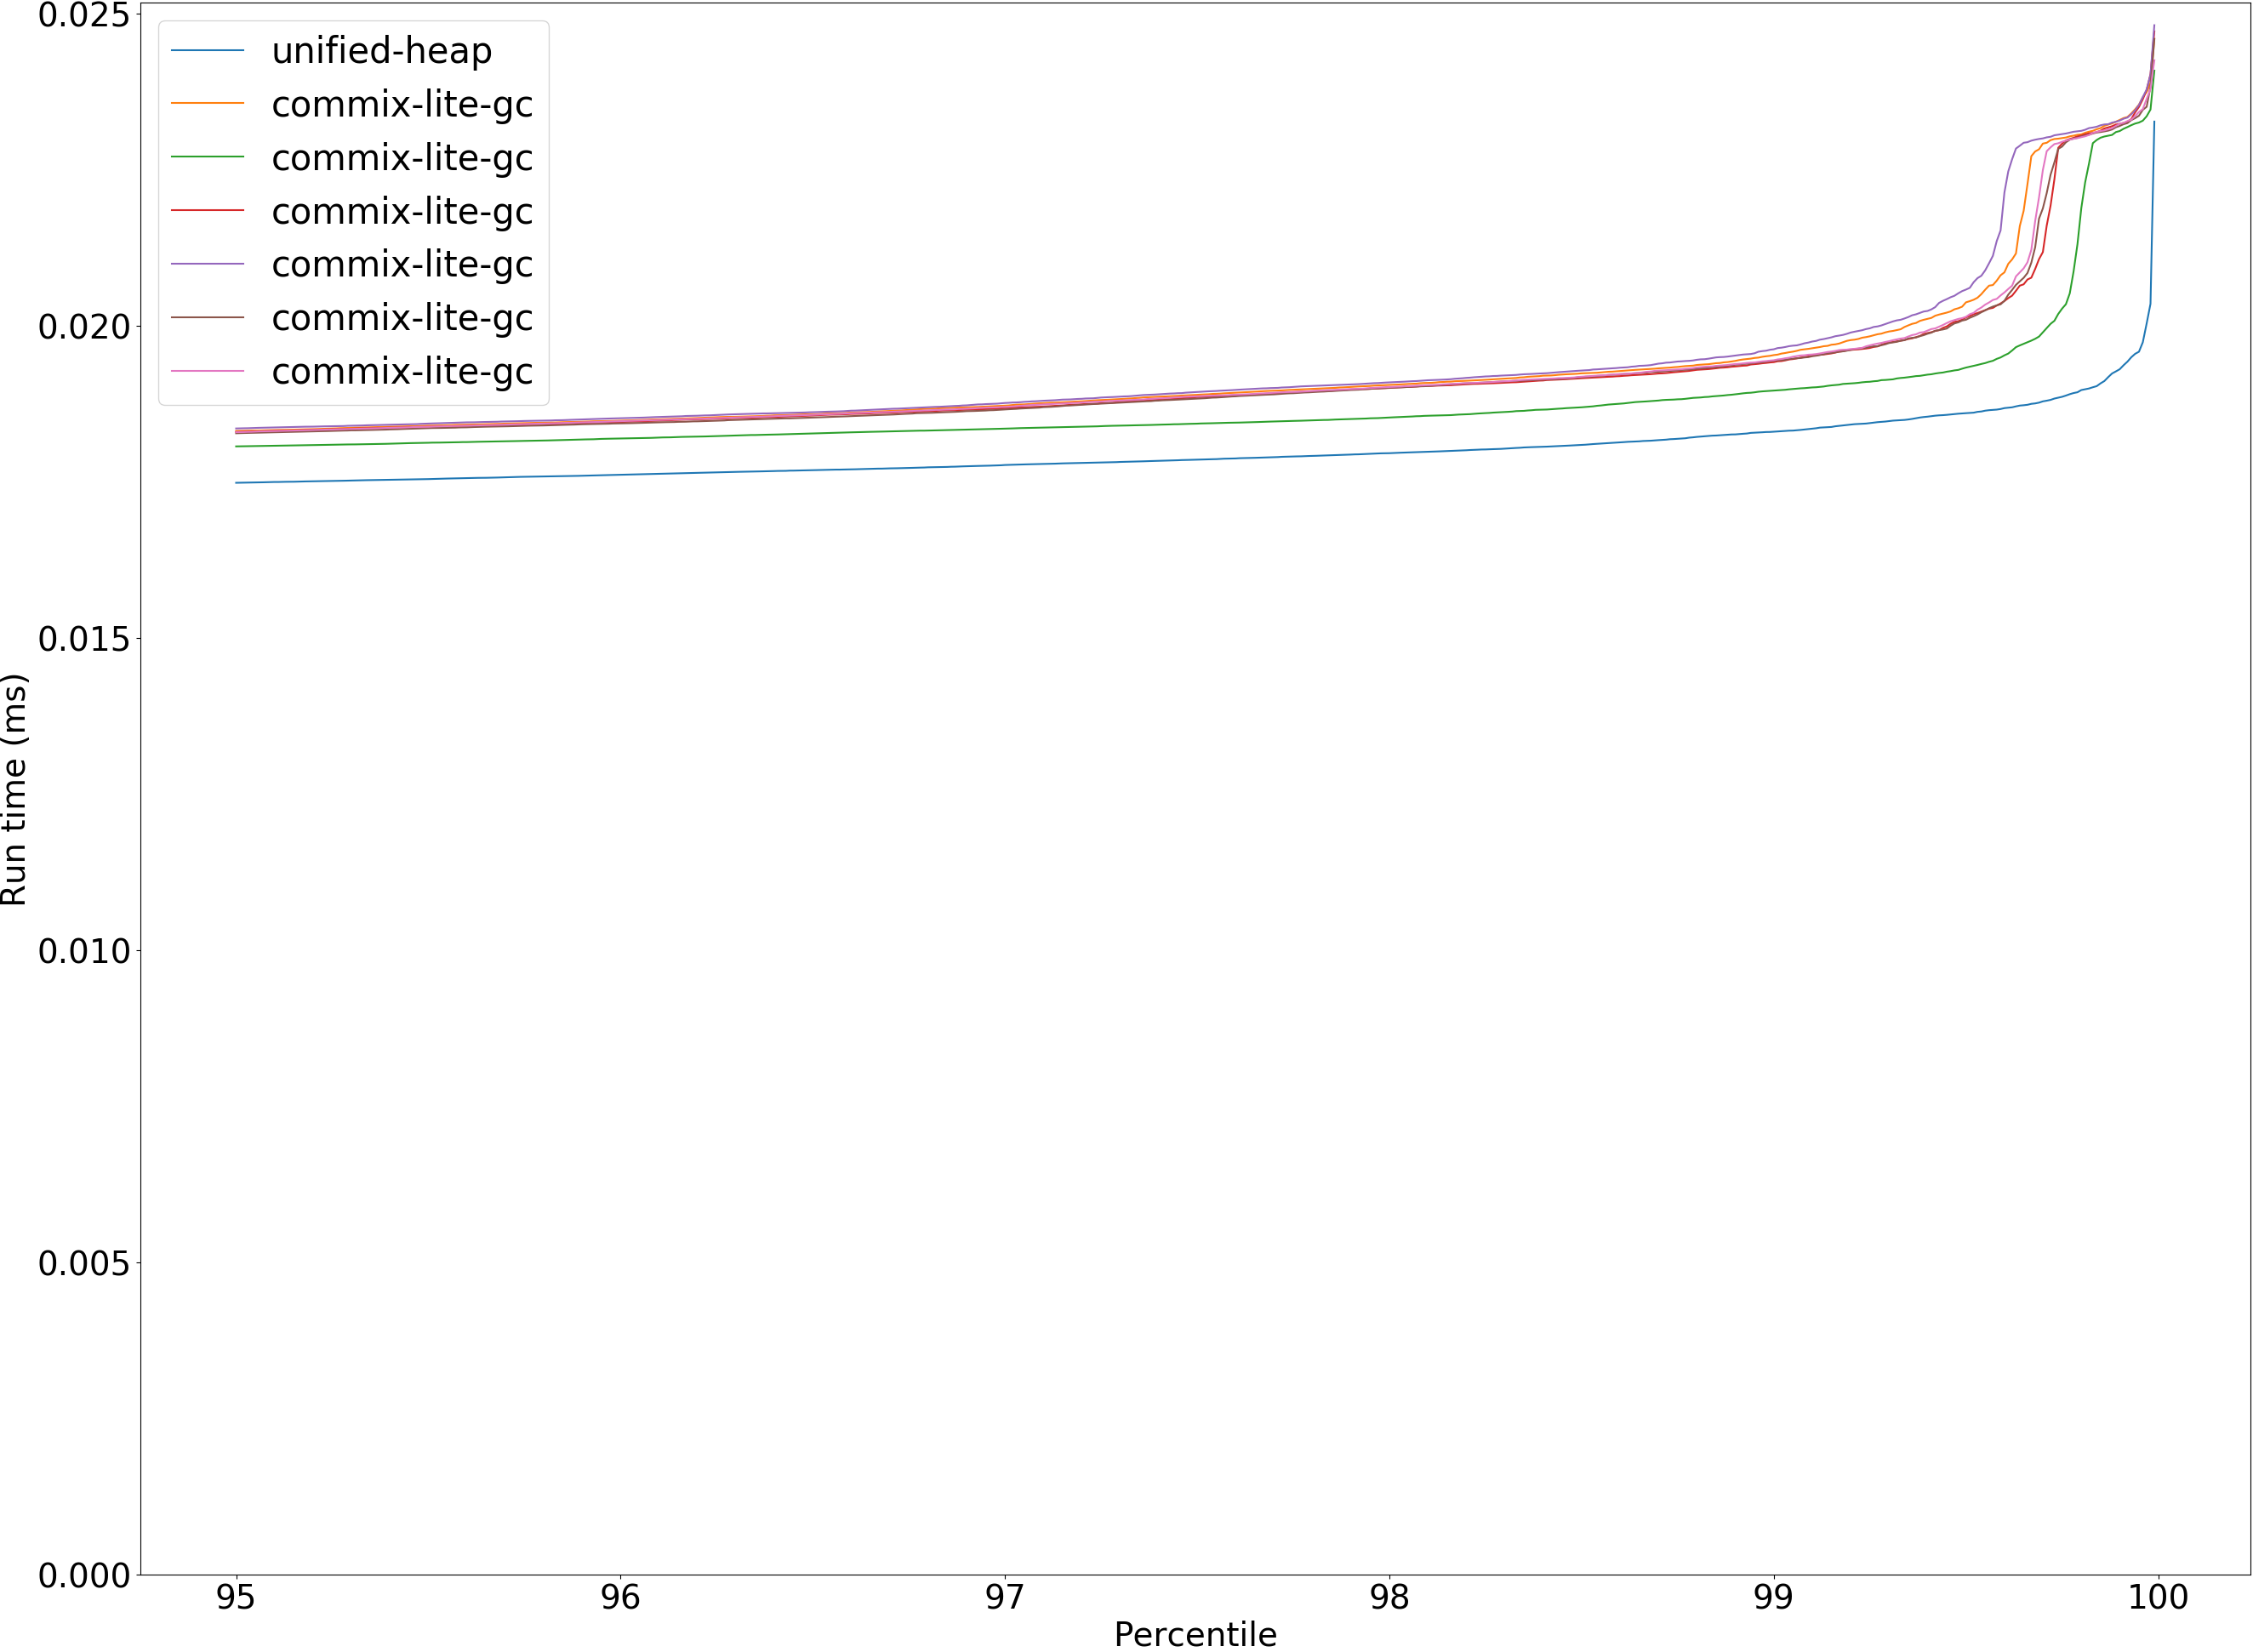 unified-heap
commix-lite-gc
commix-lite-gc
commix-lite-gc
commix-lite-gc
commix-lite-gc
commix-lite-gc
Run time (ms)
0.025
0.020
0.015
0.010
0.005
0.000
95 96 97 98 99 100
Percentile